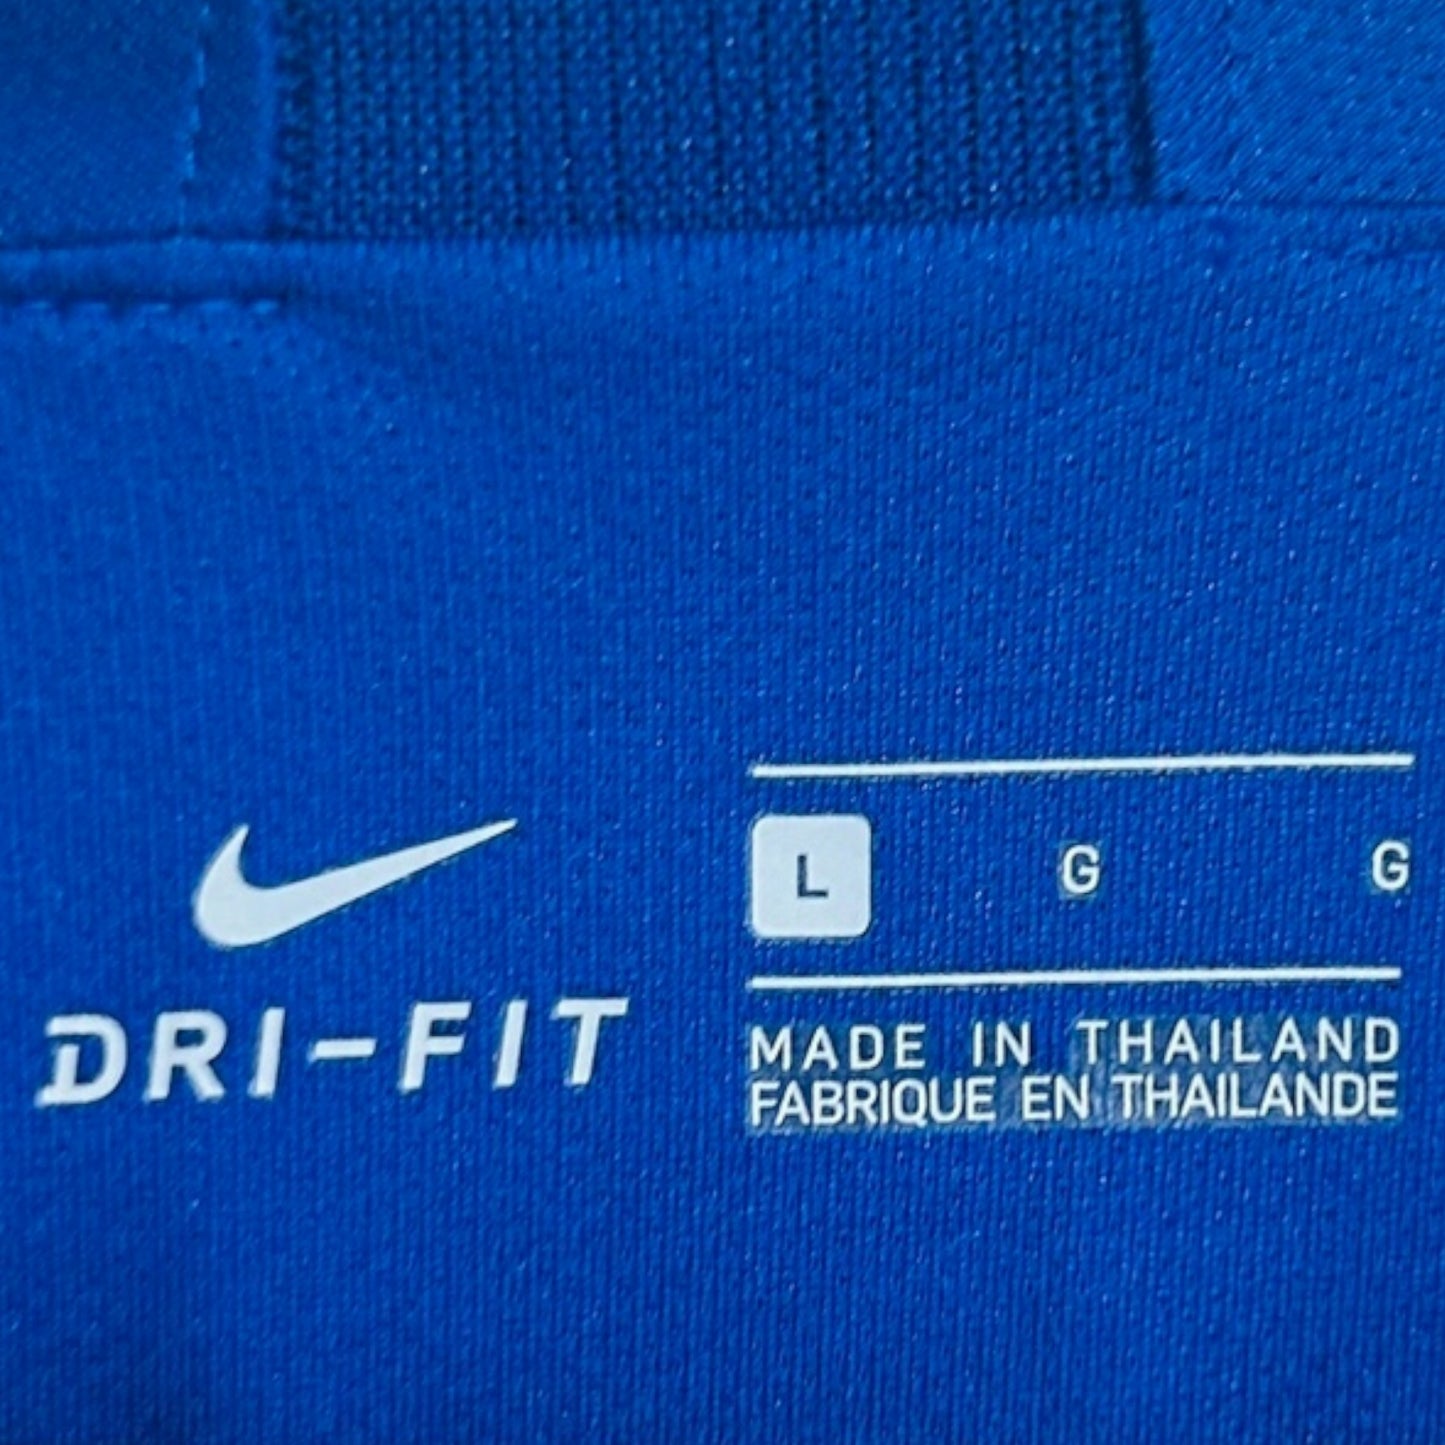 DRI-FIT
L G G
MADE IN THAILAND
FABRIQUE EN THAILANDE